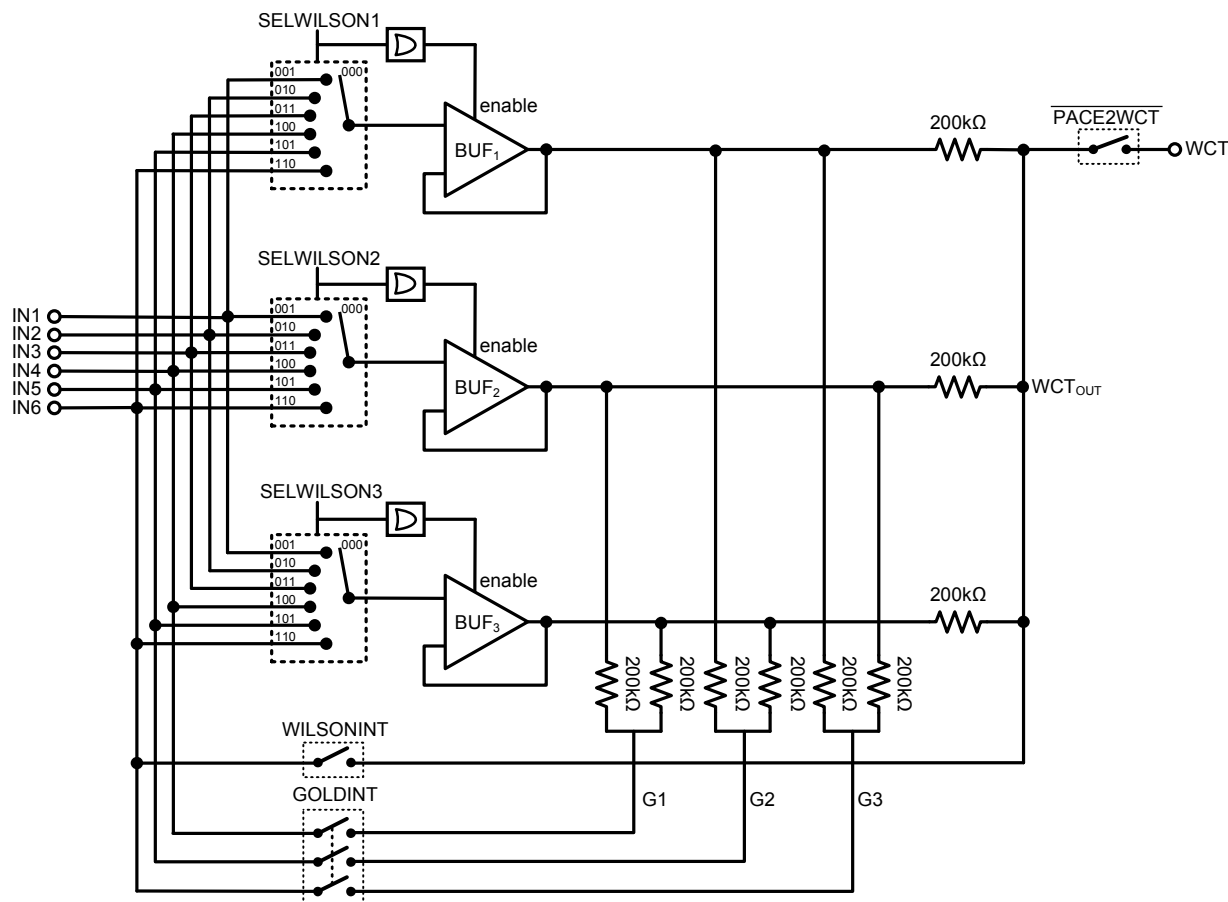 SELWILSON1
001
000
010
011
100
101
110
enable
BUF1
200kΩ
PACE2WCT
WCT
SELWILSON2
IN1
IN2
IN3
IN4
IN5
IN6
001
000
010
011
100
101
110
enable
BUF2
200kΩ
WCTOUT
SELWILSON3
001
000
010
011
100
101
110
enable
BUF3
200kΩ
200kΩ
200kΩ
200kΩ
200kΩ
200kΩ
200kΩ
WILSONINT
GOLDINT
G1
G2
G3